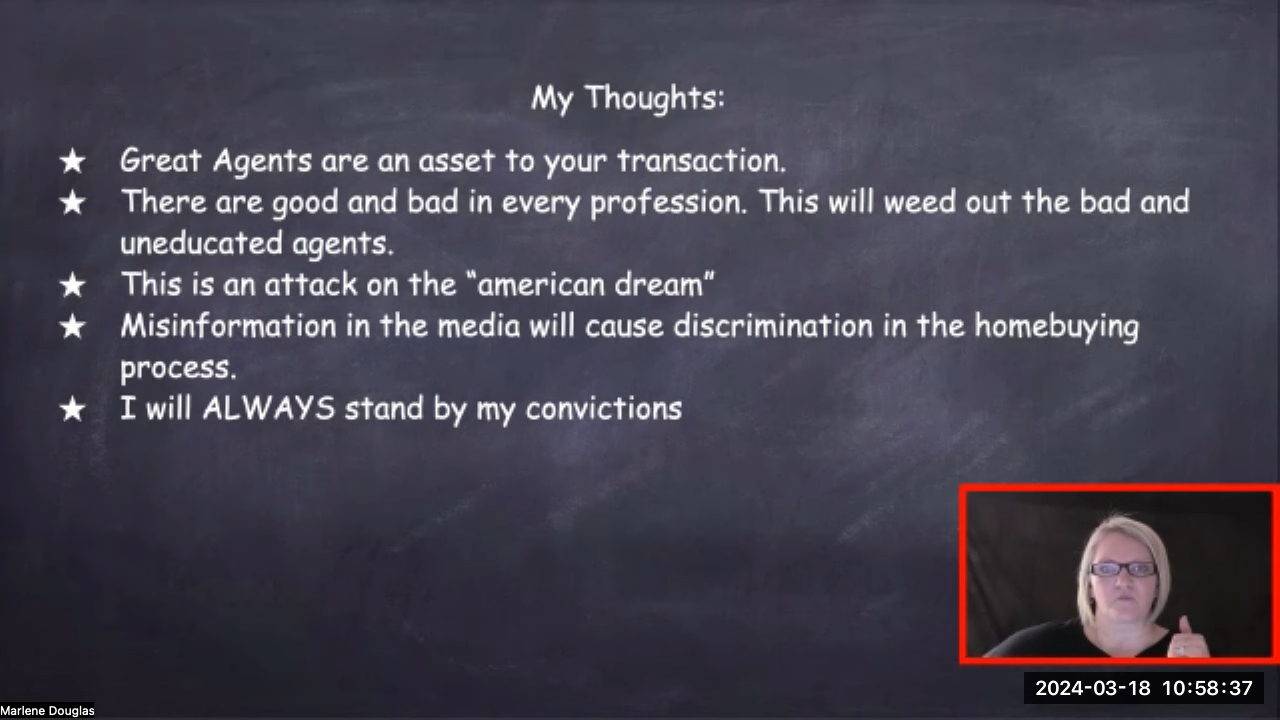 My Thoughts:
★ Great Agents are an asset to your transaction.
★ There are good and bad in every profession. This will weed out the bad and
uneducated agents.
★ This is an attack on the “american dream”
★ Misinformation in the media will cause discrimination in the homebuying
process.
★ I will ALWAYS stand by my convictions
2024-03-18 10:58:37
Marlene Douglas